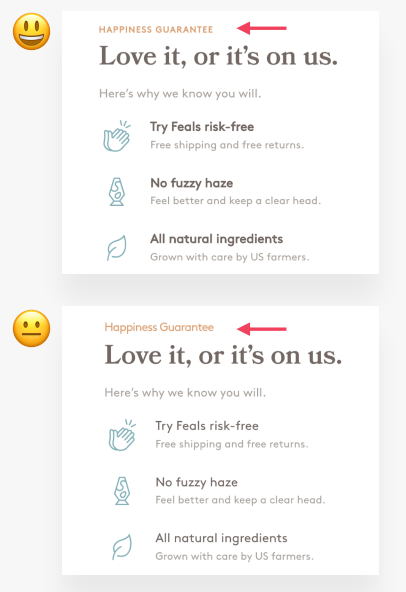 HAPPINESS GUARANTEE
Love it, or it's on us.
Here's why we know you will.
Try Feals risk-free
Free shipping and free returns.
No fuzzy haze
Feel better and keep a clear head.
All natural ingredients
Grown with care by US farmers.
Happiness Guarantee
Love it, or it's on us.
Here's why we know you will.
Try Feals risk-free
Free shipping and free returns.
No fuzzy haze
Feel better and keep a clear head.
All natural ingredients
Grown with care by US farmers.